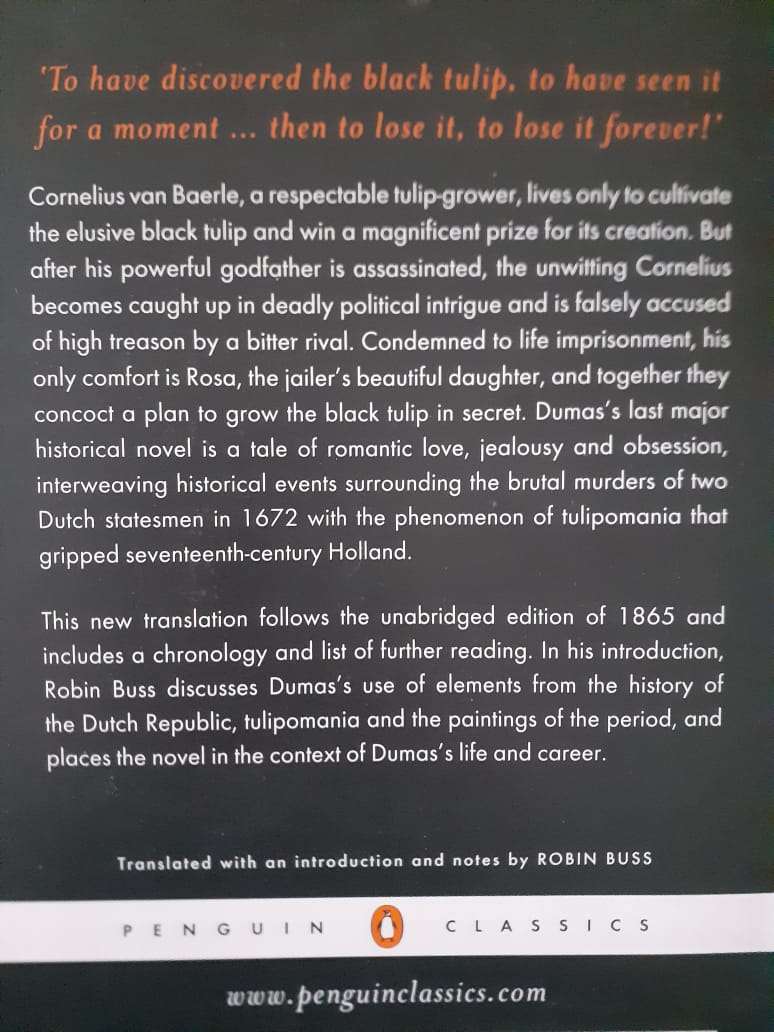 'To have discovered the black tulip, to have seen it
for a moment ... then to lose it, to lose it forever!'
Cornelius van Baerle, a respectable tulip-grower, lives only to cultivate
the elusive black tulip and win a magnificent prize for its creation. But
after his powerful godfather is assassinated, the unwitting Cornelius
becomes caught up in deadly political intrigue and is falsely accused
of high treason by a bitter rival. Condemned to life imprisonment, his
only comfort is Rosa, the jailer's beautiful daughter, and together they
concoct a plan to grow the black tulip in secret. Dumas's last major
historical novel is a tale of romantic love, jealousy and obsession,
interweaving historical events surrounding the brutal murders of two
Dutch statesmen in 1672 with the phenomenon of tulipomania that
gripped seventeenth-century Holland.
This new translation follows the unabridged edition of 1865 and
includes a chronology and list of further reading. In his introduction,
Robin Buss discusses Dumas's use of elements from the history of
the Dutch Republic, tulipomania and the paintings of the period, and
places the novel in the context of Dumas's life and career.
Translated with an introduction and notes by ROBIN BUSS
PENGUIN CLASSICS
www.penguinclassics.com